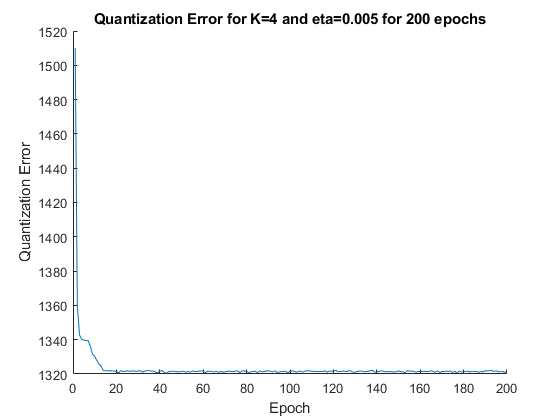 Quantization Error for K=4 and eta=0.005 for 200 epochs
1520
1500
1480
1460
1440
1420
1400
1380
1360
1340
1320
Quantization Error
0 20 40 60 80 100 120 140 160 180 200
Epoch